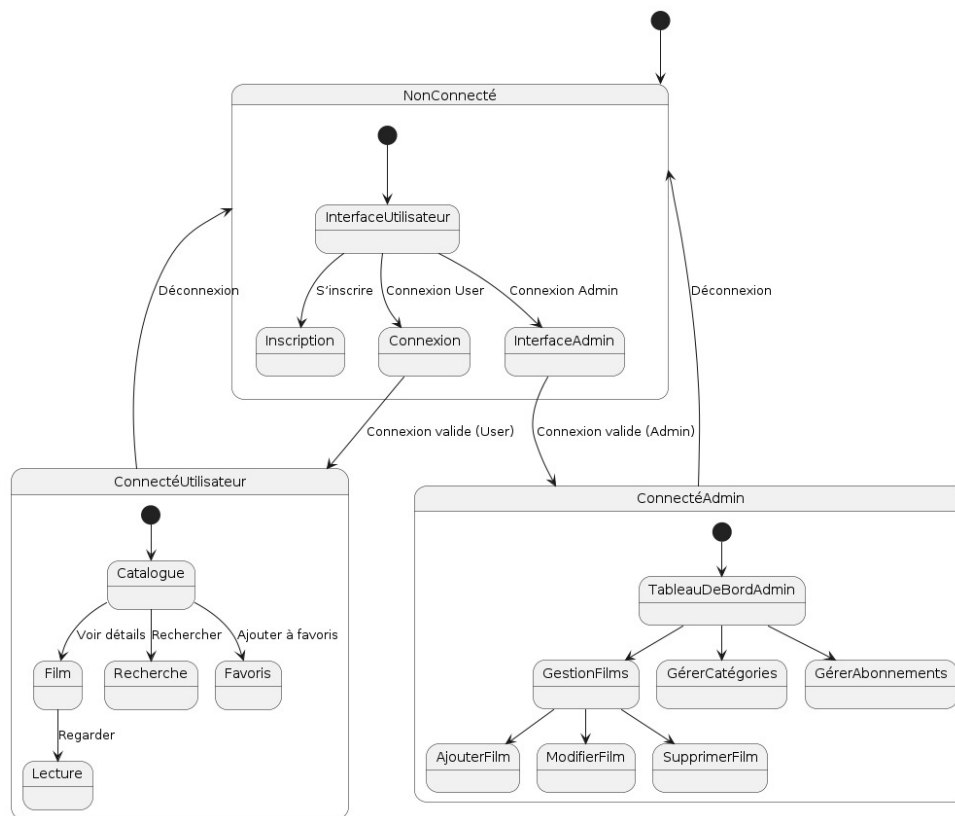 NonConnecté
InterfaceUtilisateur
S'inscrire
Connexion User
Connexion Admin
Déconnexion
Déconnexion
Inscription
Connexion
InterfaceAdmin
Connexion valide (User)
Connexion valide (Admin)
ConnectéUtilisateur
Catalogue
Voir détails
Rechercher
Ajouter à favoris
Film
Recherche
Favoris
Regarder
Lecture
ConnectéAdmin
TableauDeBordAdmin
GestionFilms
GérerCatégories
GérerAbonnements
AjouterFilm
ModifierFilm
SupprimerFilm